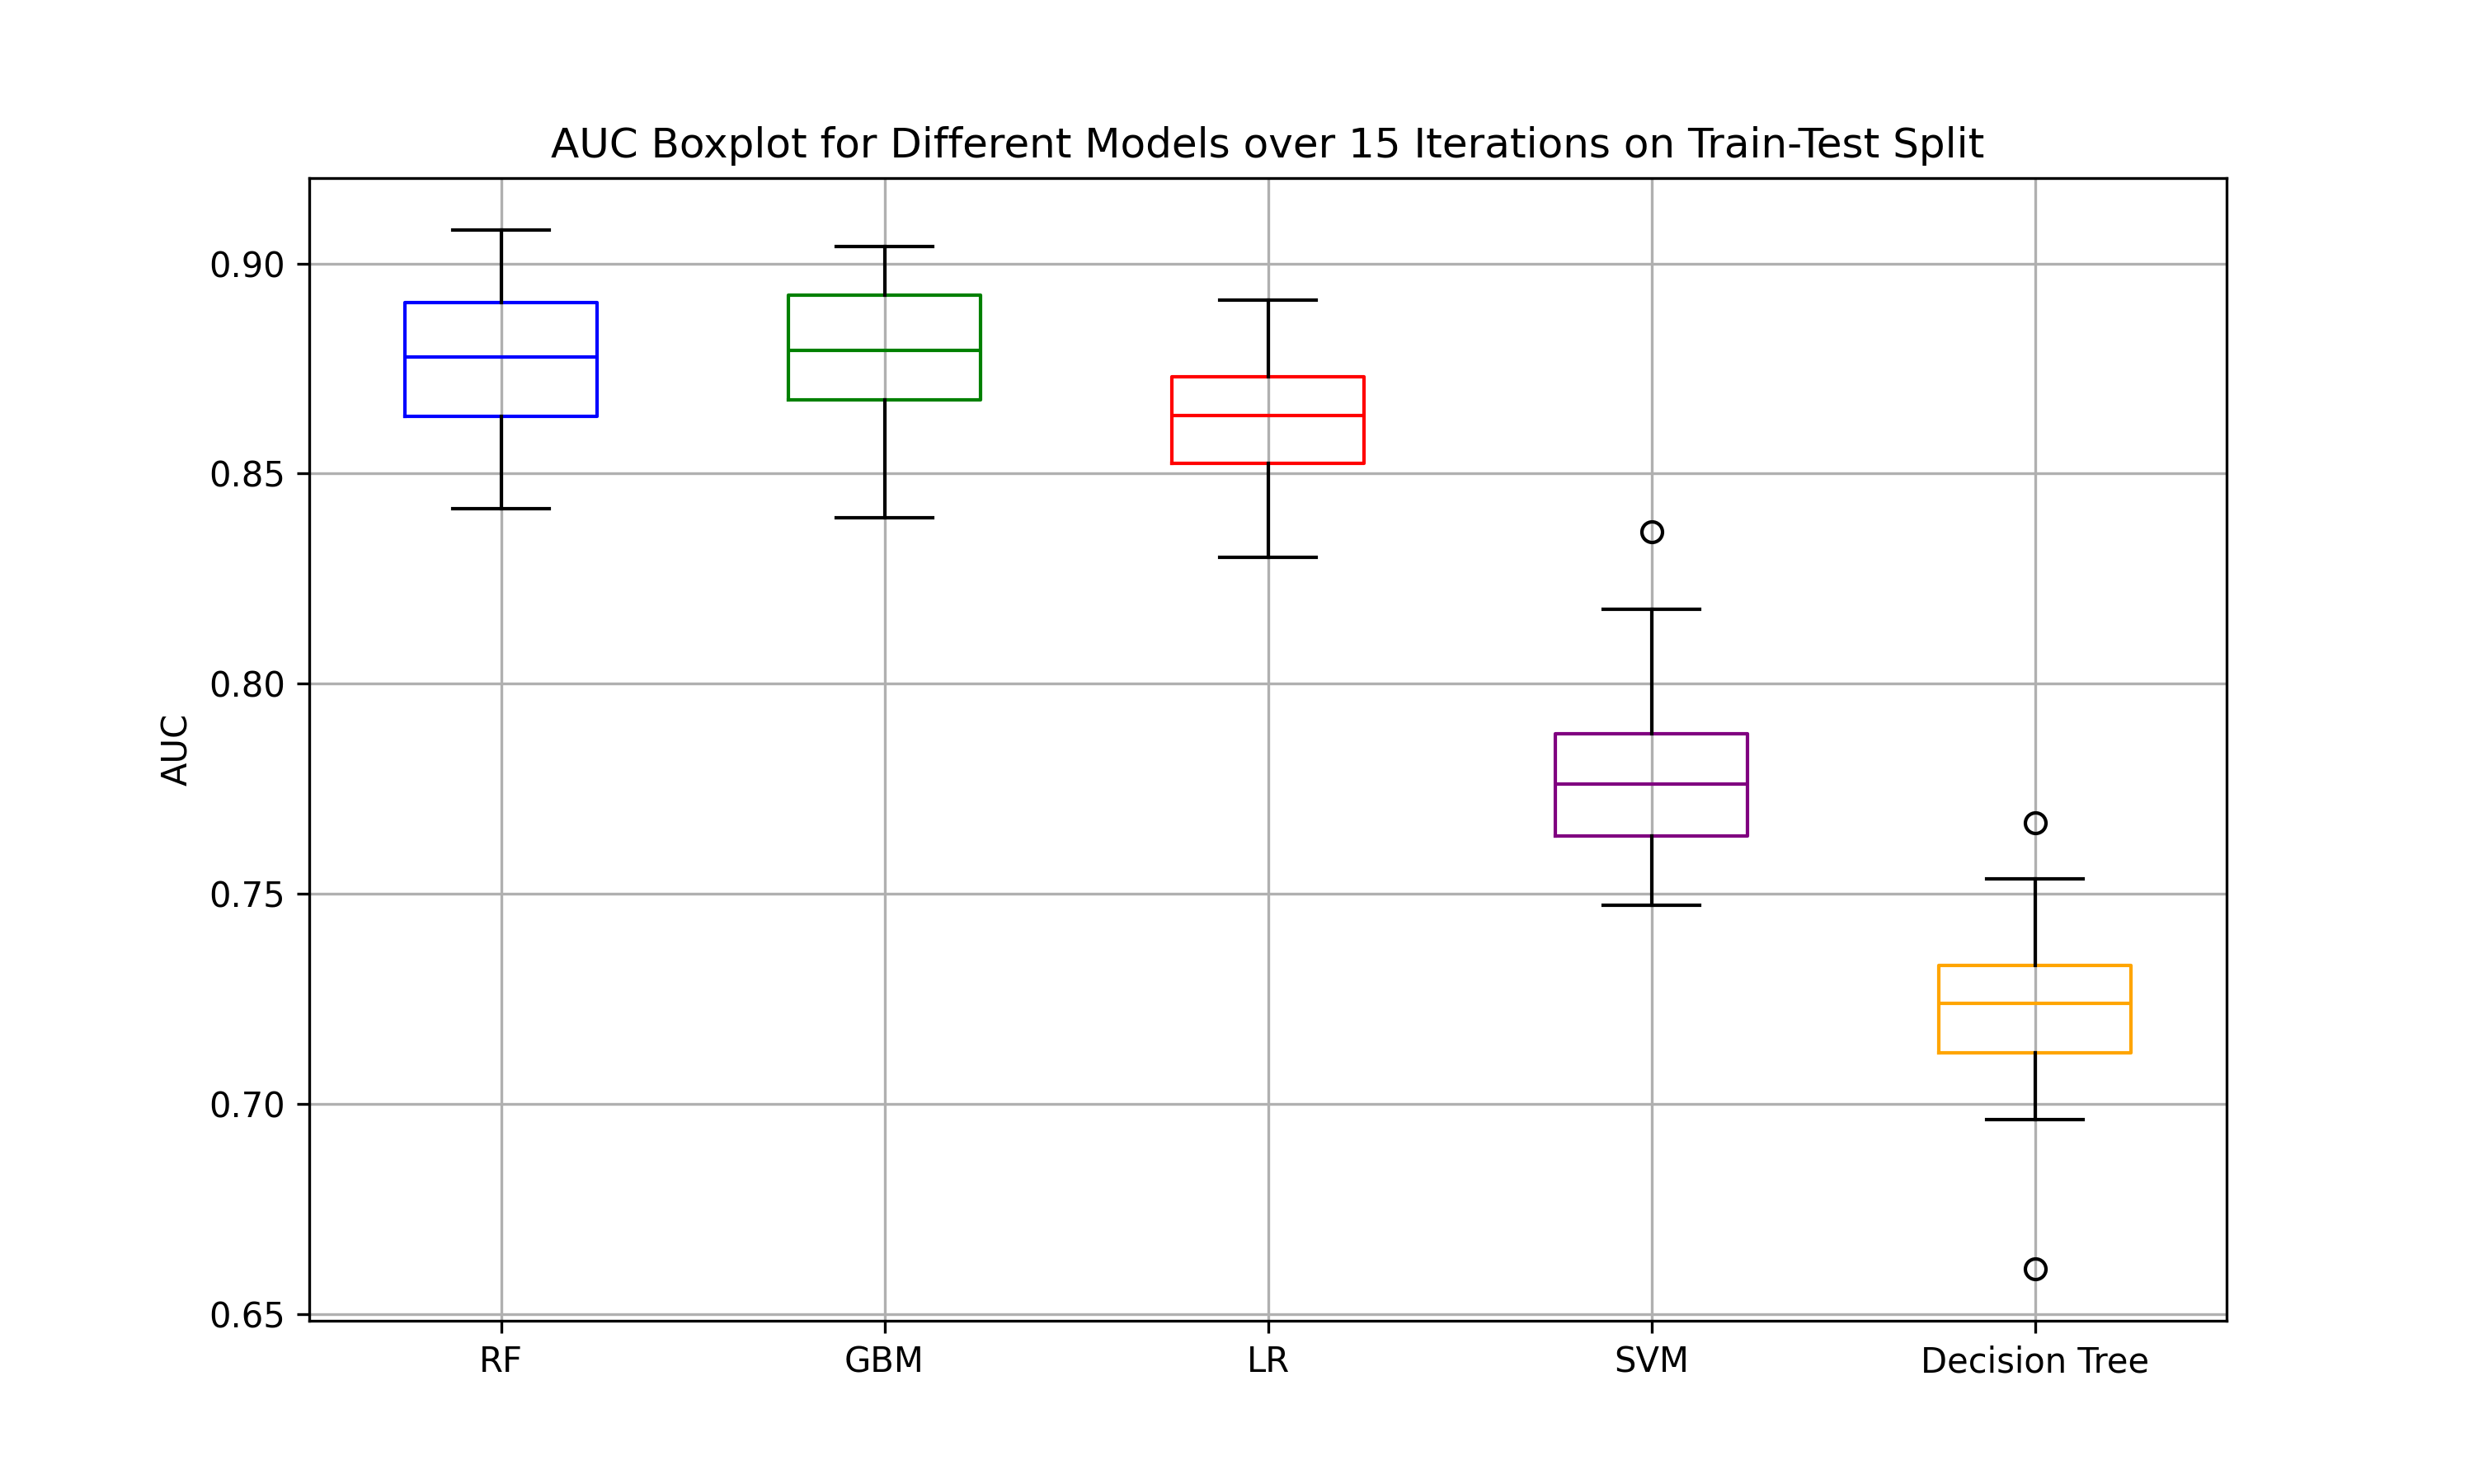 AUC Boxplot for Different Models over 15 Iterations on Train-Test Split
AUC
0.90
0.85
0.80
0.75
0.70
0.65
RF
GBM
LR
SVM
Decision Tree